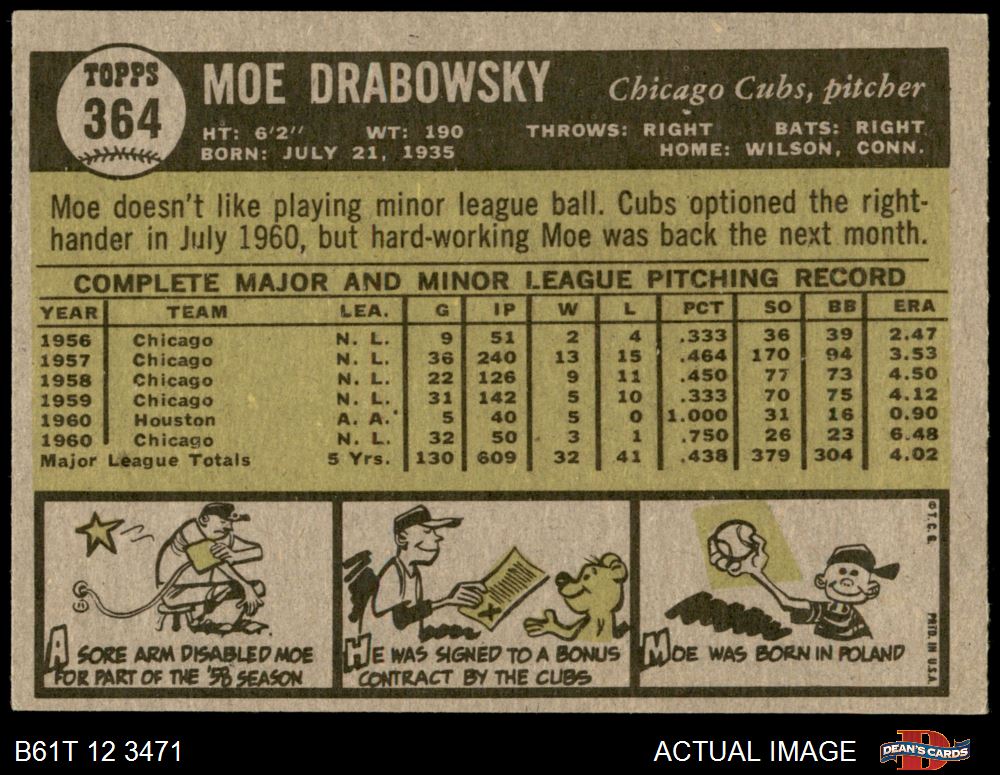 TOPPS
364
MOE DRABOWSKY
Chicago Cubs, pitcher
HT: 6'2" WT: 190 THROWS: RIGHT BATS: RIGHT
BORN: JULY 21, 1935 HOME: WILSON, CONN.
Moe doesn't like playing minor league ball. Cubs optioned the right-
hander in July 1960, but hard-working Moe was back the next month.
COMPLETE MAJOR AND MINOR LEAGUE PITCHING RECORD
YEAR TEAM LEA. G IP W L PCT SO BB ERA
1956 Chicago N. L. 9 51 2 4 .333 36 39 2.47
1957 Chicago N. L. 36 240 13 15 .464 170 94 3.53
1958 Chicago N. L. 22 126 9 11 .450 77 73 4.50
1959 Chicago N. L. 31 142 5 10 .333 70 75 4.12
1960 Houston A. A. 5 40 5 0 1.000 31 16 0.90
1960 Chicago N. L. 32 50 3 1 .750 26 23 6.48
Major League Totals 5 Yrs. 130 609 32 41 .438 379 304 4.02
A SORE ARM DISABLED MOE
FOR PART OF THE '58 SEASON
HE WAS SIGNED TO A BONUS
CONTRACT BY THE CUBS
MOE WAS BORN IN POLAND
© T.C.G. PRTD. IN U.S.A.
B61T 12 3471
ACTUAL IMAGE
DEAN'S CARDS